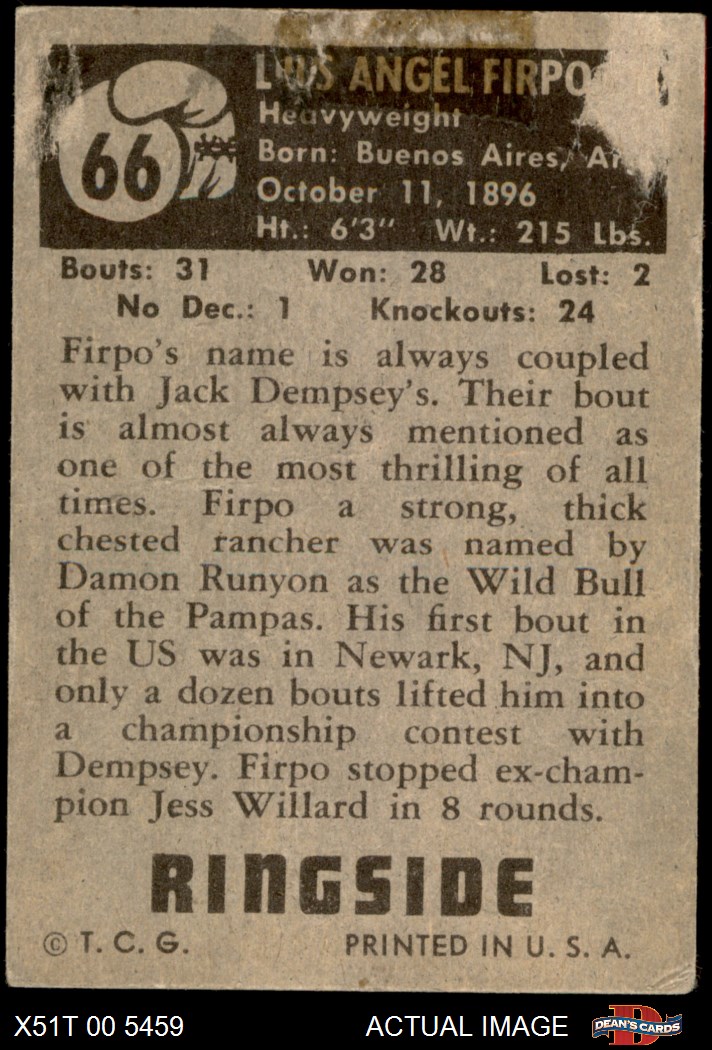 66
LUIS ANGEL FIRPO
Heavyweight
Born: Buenos Aires,
October 11, 1896
Ht.: 6'3" Wt.: 215 Lbs.
Bouts: 31 Won: 28 Lost: 2
No Dec.: 1 Knockouts: 24
Firpo's name is always coupled
with Jack Dempsey's. Their bout
is almost always mentioned as
one of the most thrilling of all
times. Firpo a strong, thick
chested rancher was named by
Damon Runyon as the Wild Bull
of the Pampas. His first bout in
the US was in Newark, NJ, and
only a dozen bouts lifted him into
a championship contest with
Dempsey. Firpo stopped ex-cham-
pion Jess Willard in 8 rounds.
RINGSIDE
© T. C. G. PRINTED IN U. S. A.
X51T 00 5459 ACTUAL IMAGE DEAN'S CARDS